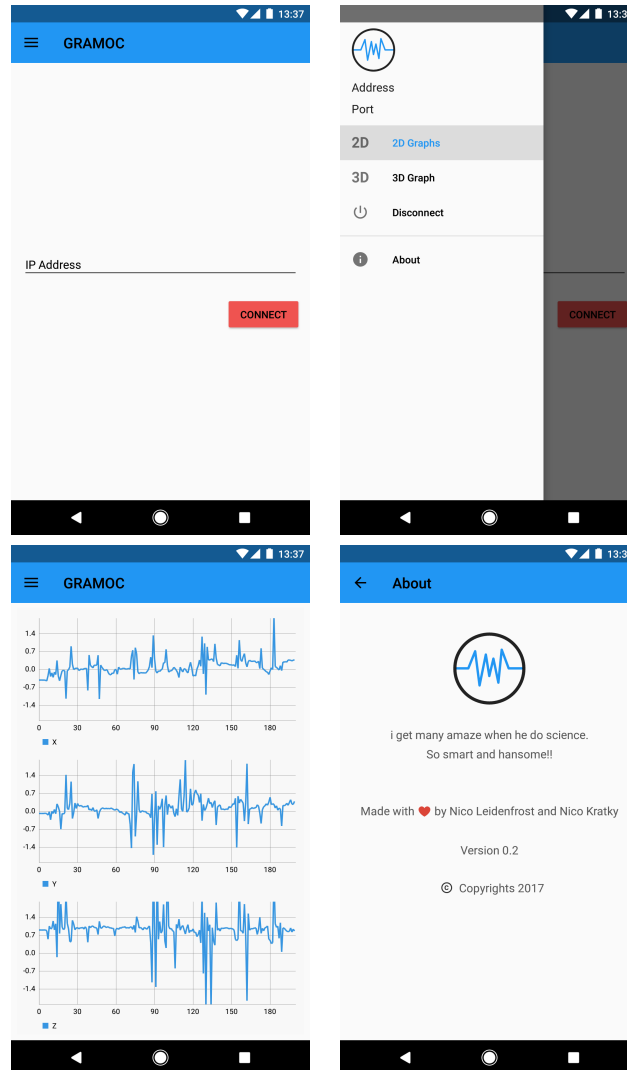 13:37
GRAMOC
IP Address
CONNECT
13:3
Address
Port
2D 2D Graphs
3D 3D Graph
Disconnect
About
CONNECT
13:37
GRAMOC
1.4
0.7
0.0
-0.7
-1.4
0 30 60 90 120 150 180
X
1.4
0.7
0.0
-0.7
-1.4
0 30 60 90 120 150 180
Y
1.4
0.7
0.0
-0.7
-1.4
0 30 60 90 120 150 180
Z
13:3
About
i get many amaze when he do science.
So smart and hansome!!
Made with ❤ by Nico Leidenfrost and Nico Kratky
Version 0.2
© Copyrights 2017